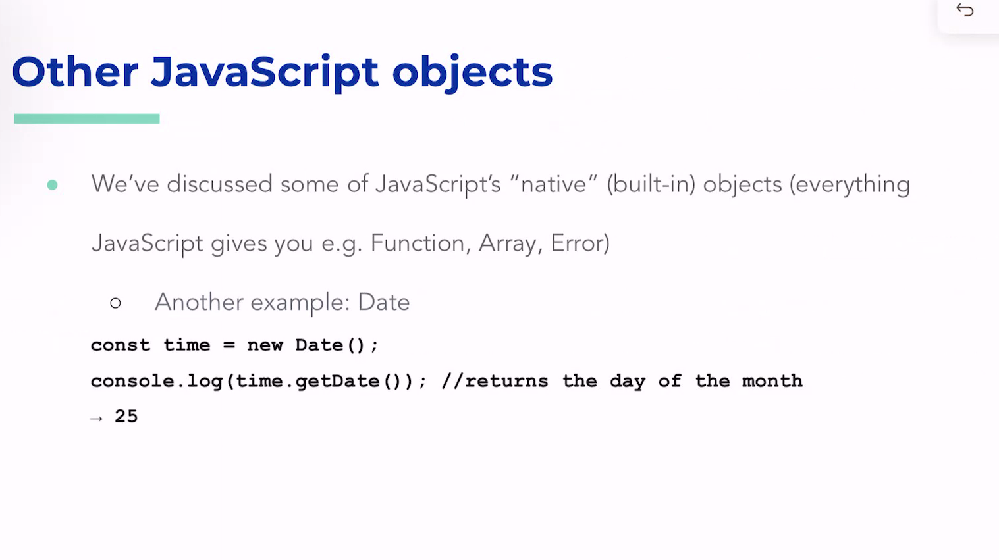 Other JavaScript objects
We’ve discussed some of JavaScript’s “native” (built-in) objects (everything
JavaScript gives you e.g. Function, Array, Error)
Another example: Date
const time = new Date();
console.log(time.getDate()); //returns the day of the month
→ 25